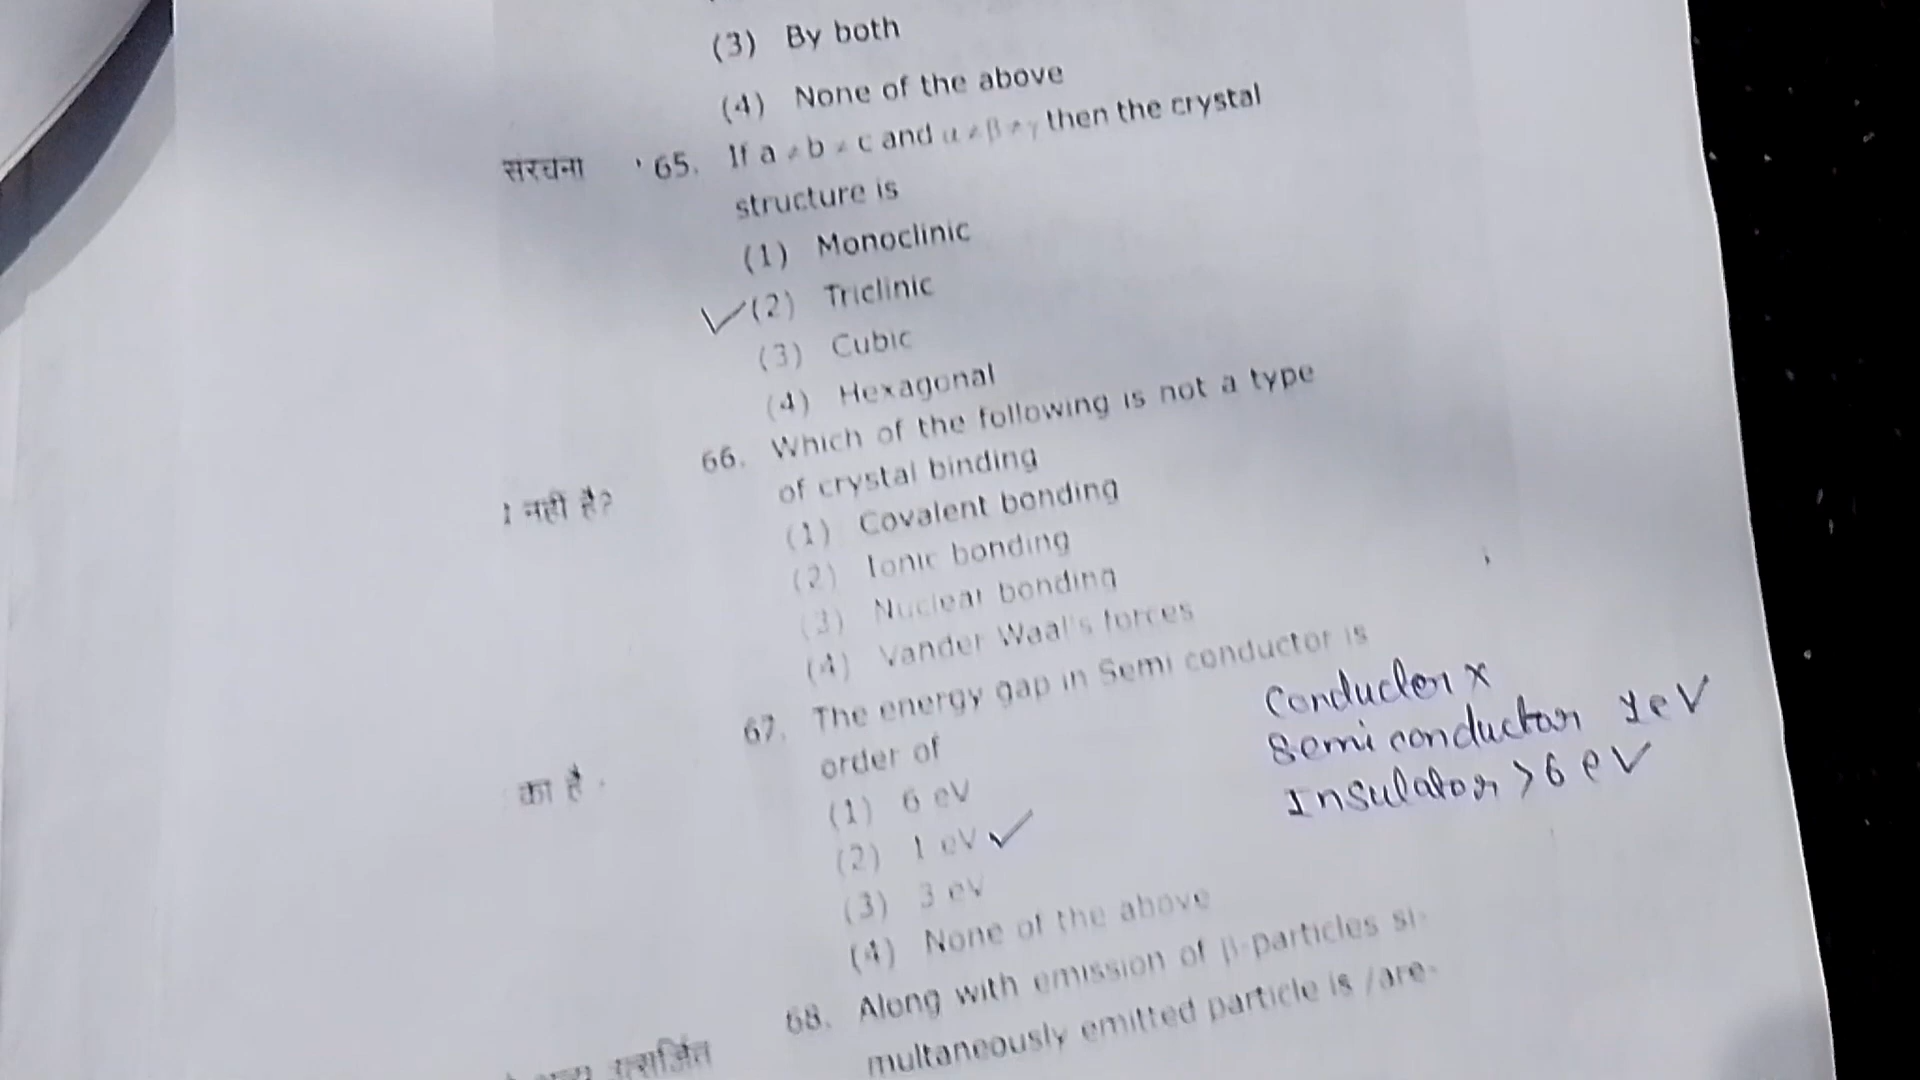 (3) By both
(4) None of the above
संरचना
65. If a ≠ b ≠ c and α ≠ β ≠ γ then the crystal
structure is
(1) Monoclinic
✓(2) Triclinic
(3) Cubic
(4) Hexagonal
66. Which of the following is not a type
of crystal binding
नहीं है?
(1) Covalent bonding
(2) Ionic bonding
(3) Nuclear bonding
(4) Vander Waal's forces
67. The energy gap in Semi conductor is
order of
का है
(1) 6 eV
(2) 1 eV ✓
(3) 3 eV
(4) None of the above
Conductor x
Semi conductor 1eV
Insulator >6 eV
68. Along with emission of β-particles si-
multaneously emitted particle is /are-
उत्सर्जित